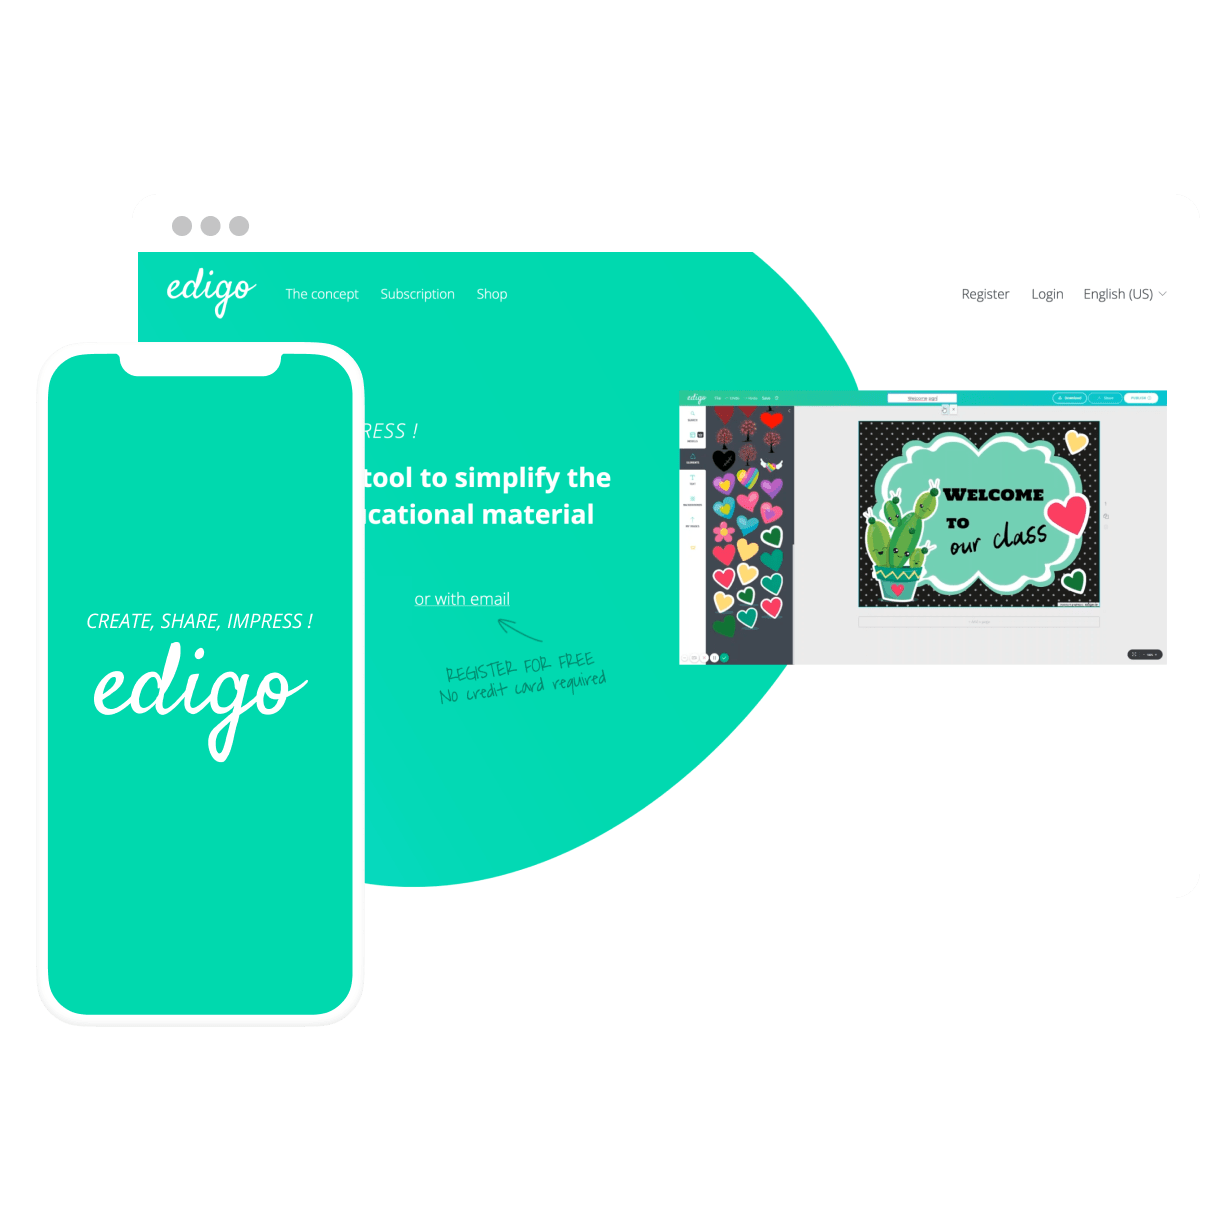 edigo
The concept
Subscription
Shop
Register
Login
English (US)
RESS !
tool to simplify the
cational material
or with email
REGISTER FOR FREE
No credit card required
CREATE, SHARE, IMPRESS !
edigo
edigo
WELCOME
TO
our class